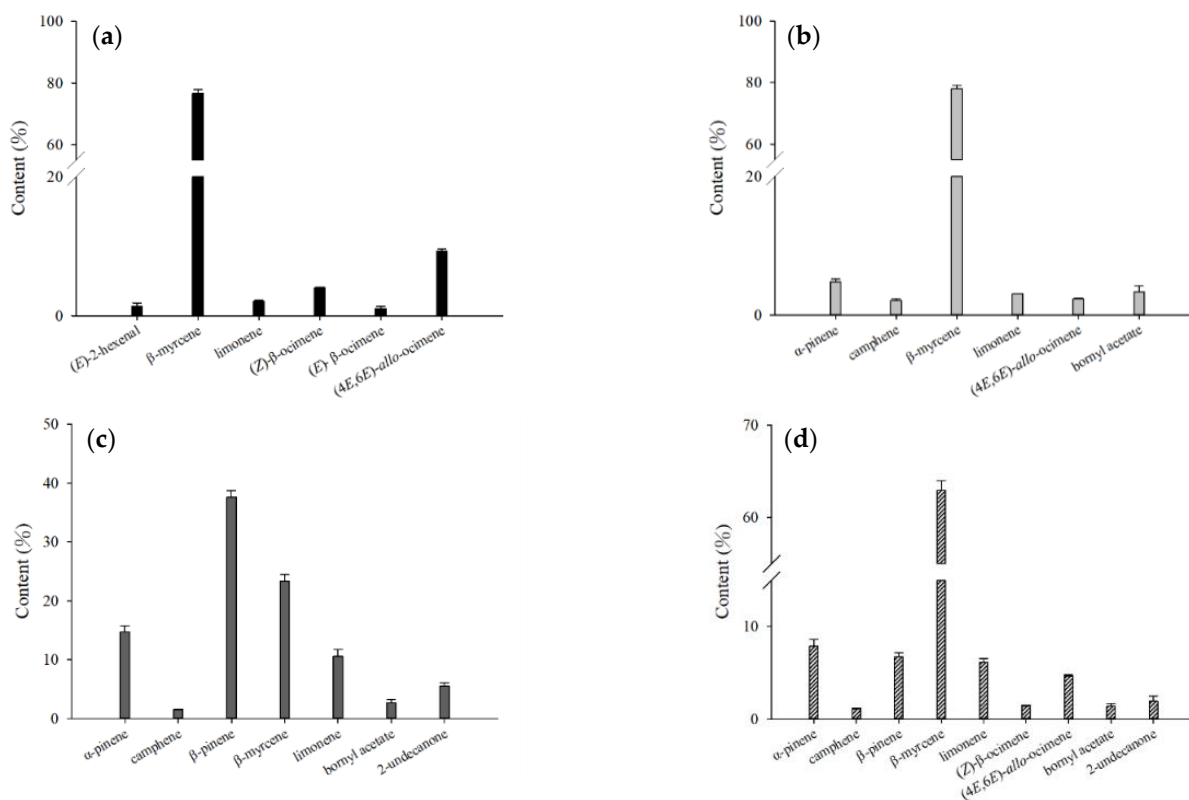 (a)
Content (%)
100
80
60
20
0
(E)-2-hexenal
β-myrcene
limonene
(Z)-β-ocimene
(E)-β-ocimene
(4E,6E)-allo-ocimene
(b)
Content (%)
100
80
60
20
0
α-pinene
camphene
β-myrcene
limonene
(4E,6E)-allo-ocimene
bornyl acetate
(c)
Content (%)
50
40
30
20
10
0
α-pinene
camphene
β-pinene
β-myrcene
limonene
bornyl acetate
2-undecanone
(d)
Content (%)
70
60
10
0
α-pinene
camphene
β-pinene
β-myrcene
limonene
(Z)-β-ocimene
(4E,6E)-allo-ocimene
bornyl acetate
2-undecanone